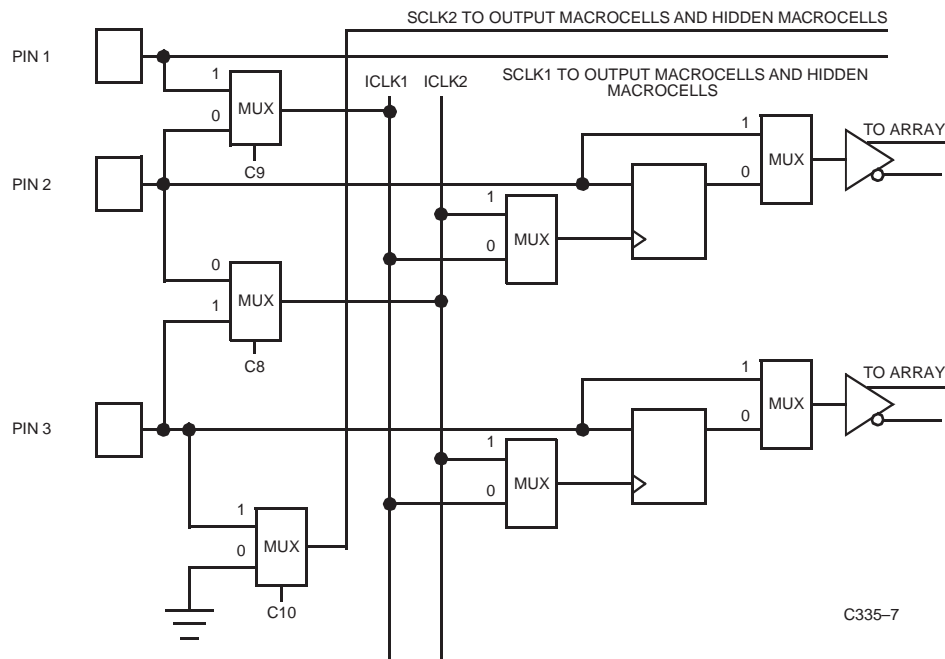 SCLK2 TO OUTPUT MACROCELLS AND HIDDEN MACROCELLS
PIN 1
1
MUX
0
C9
ICLK1 ICLK2
SCLK1 TO OUTPUT MACROCELLS AND HIDDEN
MACROCELLS
1
MUX
0
TO ARRAY
PIN 2
1
MUX
0
0
MUX
1
C8
1
MUX
0
TO ARRAY
PIN 3
1
MUX
0
1
MUX
0
C10
C335–7